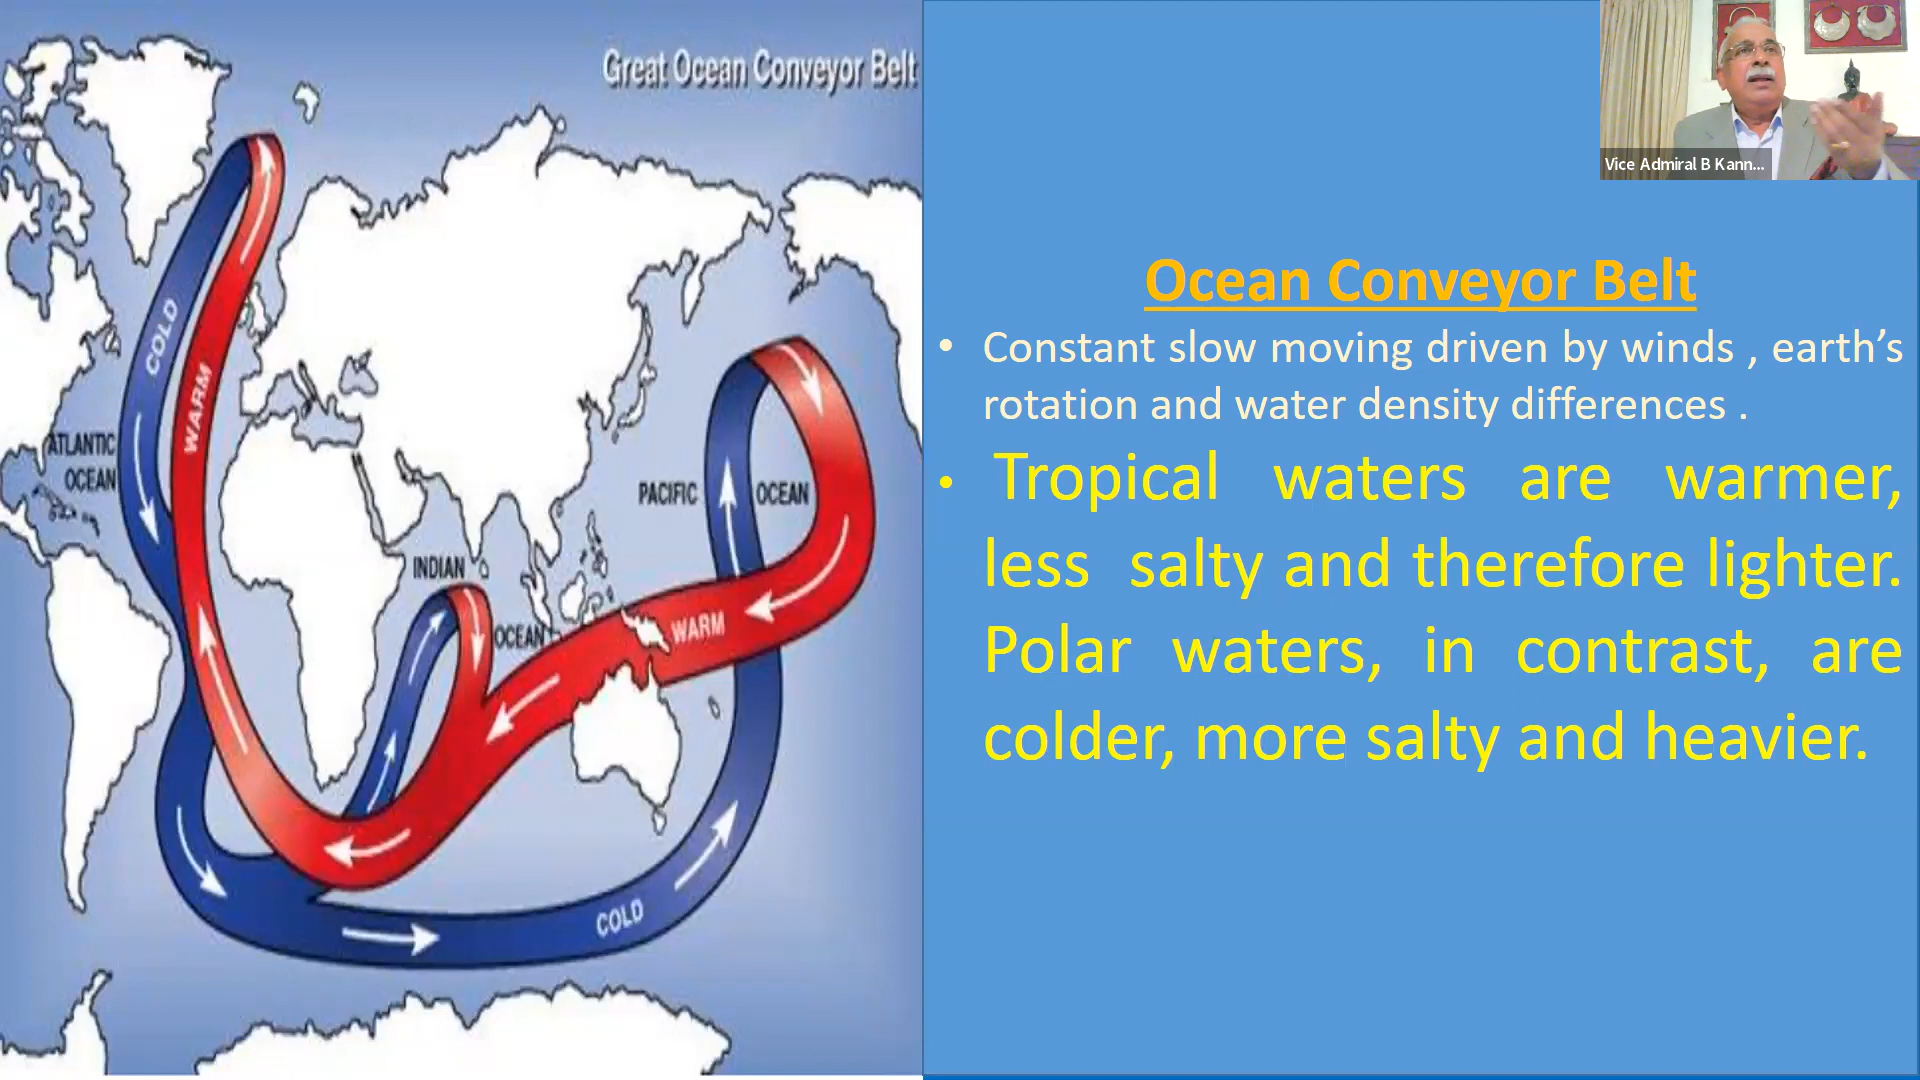 Great Ocean Conveyor Belt
COLD
WARM
ATLANTIC
OCEAN
INDIAN
OCEAN
PACIFIC
OCEAN
WARM
COLD
Vice Admiral B Kann...
Ocean Conveyor Belt
• Constant slow moving driven by winds , earth’s
rotation and water density differences .
• Tropical waters are warmer,
less salty and therefore lighter.
Polar waters, in contrast, are
colder, more salty and heavier.